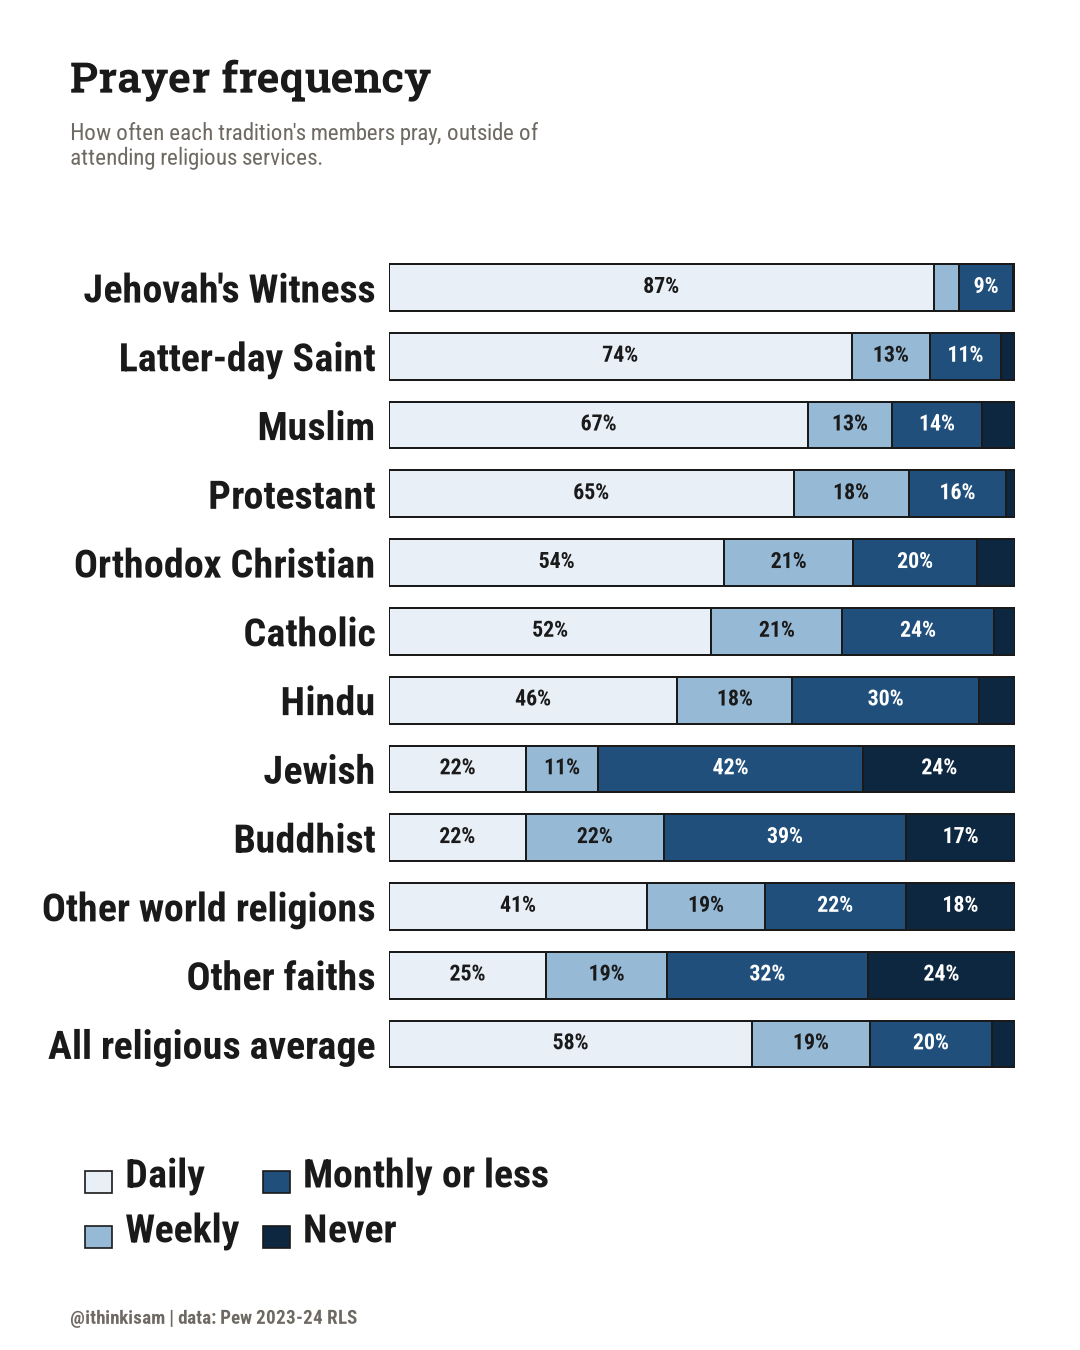 Prayer frequency
How often each tradition's members pray, outside of
attending religious services.
Jehovah's Witness 87% 9%
Latter-day Saint 74% 13% 11%
Muslim 67% 13% 14%
Protestant 65% 18% 16%
Orthodox Christian 54% 21% 20%
Catholic 52% 21% 24%
Hindu 46% 18% 30%
Jewish 22% 11% 42% 24%
Buddhist 22% 22% 39% 17%
Other world religions 41% 19% 22% 18%
Other faiths 25% 19% 32% 24%
All religious average 58% 19% 20%
Daily Monthly or less
Weekly Never
@ithinkisam | data: Pew 2023-24 RLS